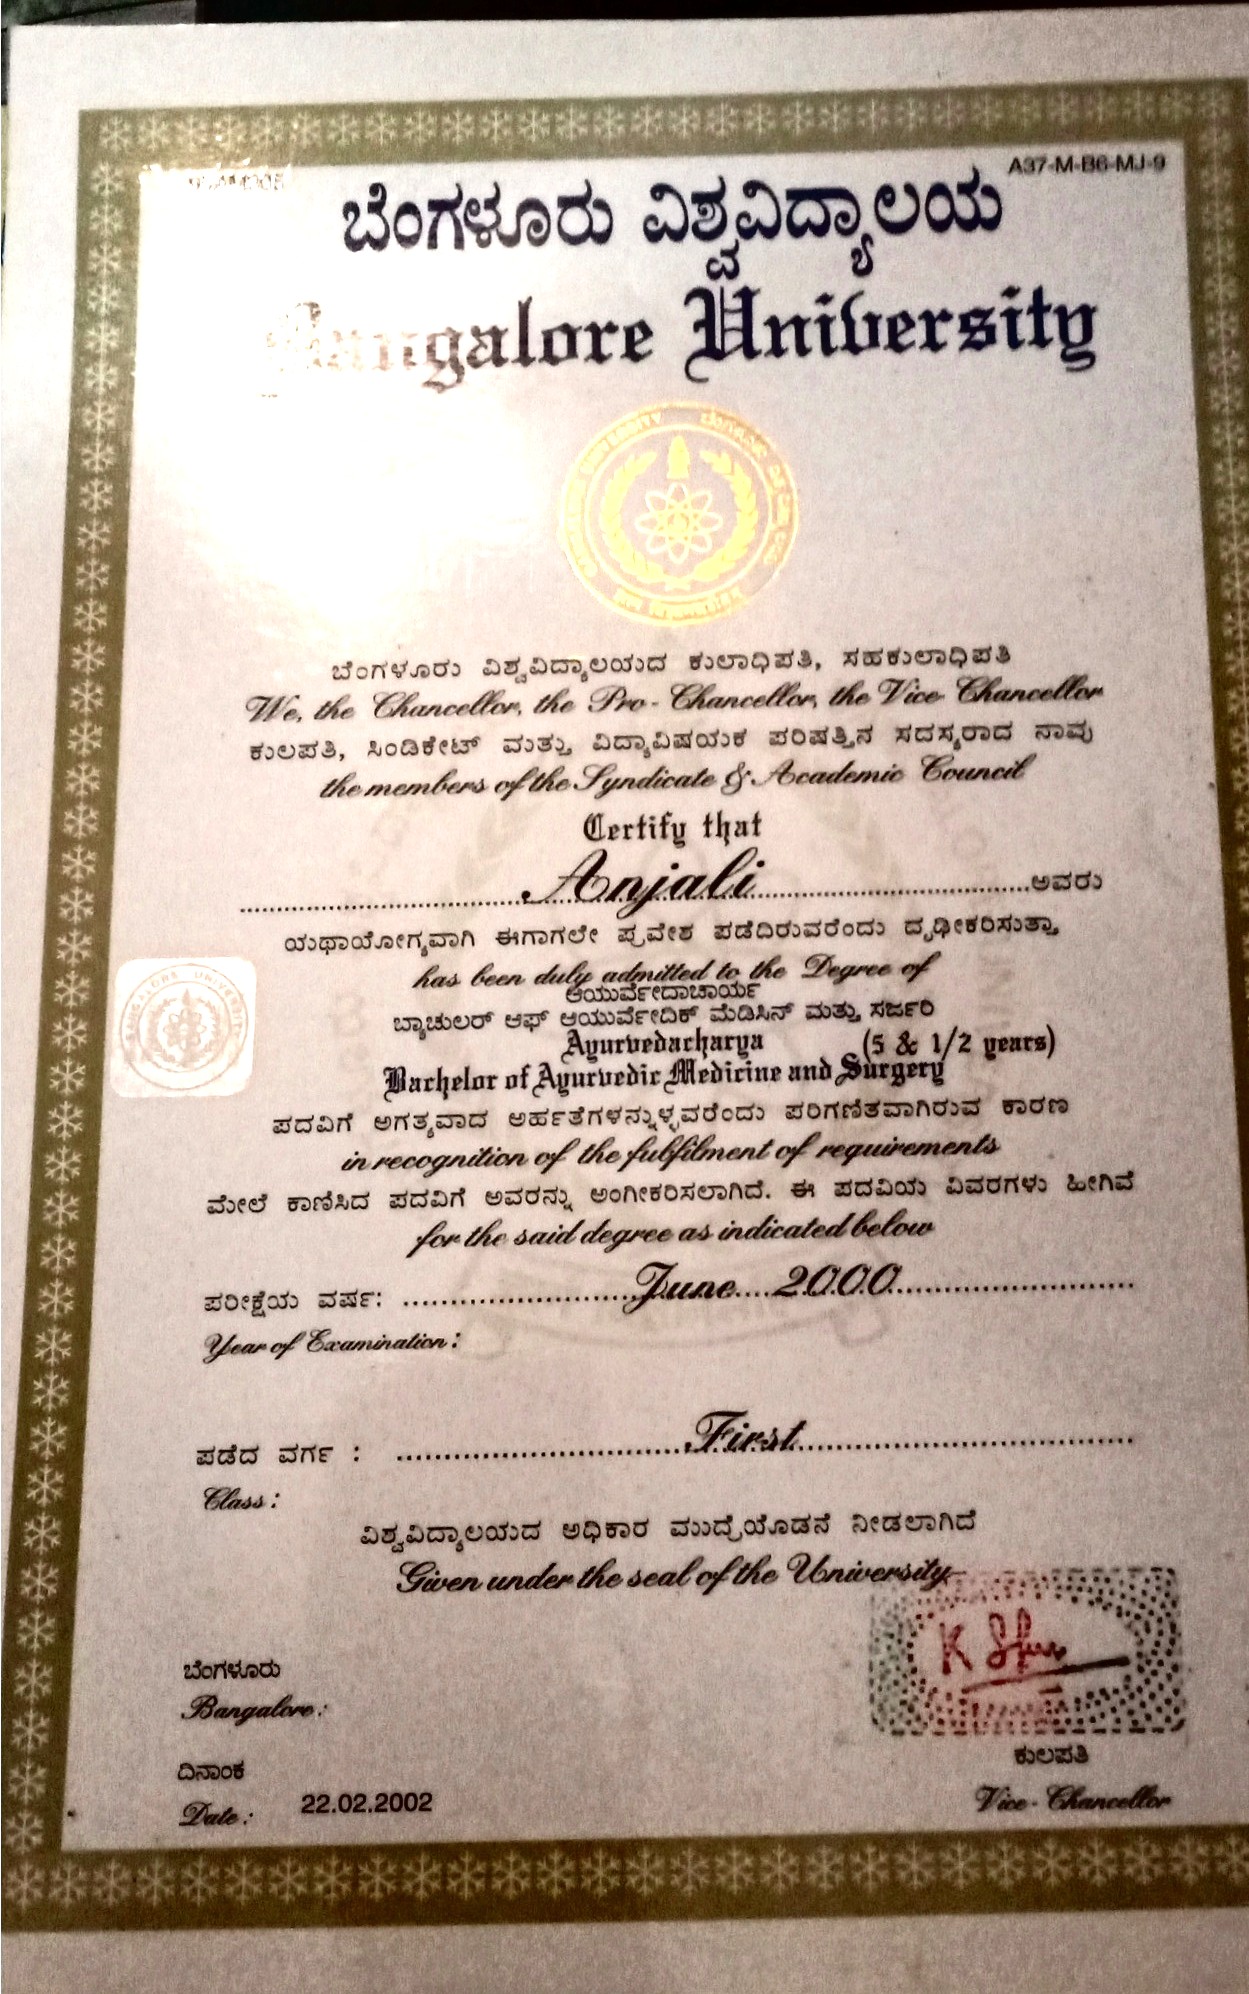 A37-M-B6-MJ-9
ಬೆಂಗಳೂರು ವಿಶ್ವವಿದ್ಯಾಲಯ
Bangalore University
ಬೆಂಗಳೂರು ವಿಶ್ವವಿದ್ಯಾಲಯದ ಕುಲಾಧಿಪತಿ, ಸಹಕುಲಾಧಿಪತಿ
We, the Chancellor, the Pro - Chancellor, the Vice Chancellor
ಕುಲಪತಿ, ಸಿಂಡಿಕೇಟ್ ಮತ್ತು ವಿದ್ಯಾವಿಷಯಕ ಪರಿಷತ್ತಿನ ಸದಸ್ಯರಾದ ನಾವು
the members of the Syndicate & Academic Council
Certify that
Anjali ಅವರು
ಯಥಾಯೋಗ್ಯವಾಗಿ ಈಗಾಗಲೇ ಪ್ರವೇಶ ಪಡೆದಿರುವರೆಂದು ದೃಢೀಕರಿಸುತ್ತಾ
has been duly admitted to the Degree of
ಆಯುರ್ವೇದಾಚಾರ್ಯ
ಬ್ಯಾಚುಲರ್ ಆಫ್ ಆಯುರ್ವೇದಿಕ್ ಮೆಡಿಸಿನ್ ಮತ್ತು ಸರ್ಜರಿ
Ayurvedacharya (5 & 1/2 years)
Bachelor of Ayurvedic Medicine and Surgery
ಪದವಿಗೆ ಅಗತ್ಯವಾದ ಅರ್ಹತೆಗಳನ್ನುಳ್ಳವರೆಂದು ಪರಿಗಣಿತವಾಗಿರುವ ಕಾರಣ
in recognition of the fulfilment of requirements
ಮೇಲೆ ಕಾಣಿಸಿದ ಪದವಿಗೆ ಅವರನ್ನು ಅಂಗೀಕರಿಸಲಾಗಿದೆ. ಈ ಪದವಿಯ ವಿವರಗಳು ಹೀಗಿವೆ
for the said degree as indicated below
ಪರೀಕ್ಷೆಯ ವರ್ಷ: June 2000
Year of Examination:
ಪಡೆದ ವರ್ಗ : First
Class:
ವಿಶ್ವವಿದ್ಯಾಲಯದ ಅಧಿಕಾರ ಮುದ್ರೆಯೊಡನೆ ನೀಡಲಾಗಿದೆ
Given under the seal of the University
ಬೆಂಗಳೂರು
Bangalore:
ದಿನಾಂಕ
Date: 22.02.2002
ಕುಲಪತಿ
Vice - Chancellor
BANGALORE UNIVERSITY